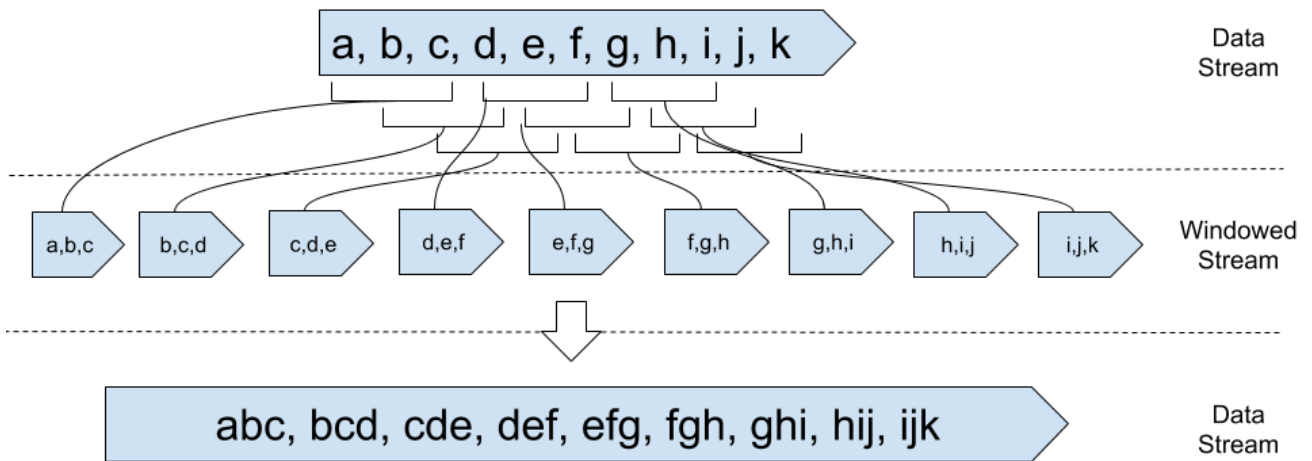 a, b, c, d, e, f, g, h, i, j, k
Data
Stream
a,b,c
b,c,d
c,d,e
d,e,f
e,f,g
f,g,h
g,h,i
h,i,j
i,j,k
Windowed
Stream
abc, bcd, cde, def, efg, fgh, ghi, hij, ijk
Data
Stream